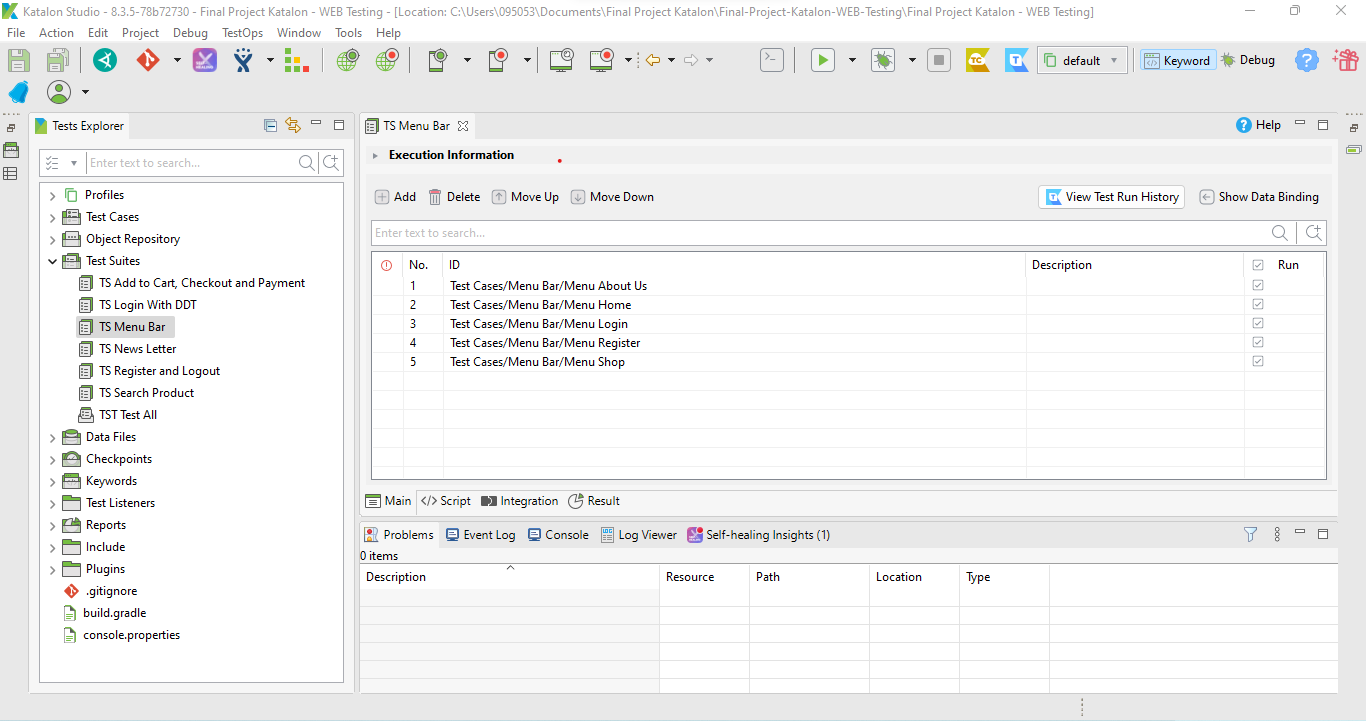 Katalon Studio - 8.3.5-78b72730 - Final Project Katalon - WEB Testing - [Location: C:\Users\095053\Documents\Final Project Katalon\Final-Project-Katalon-WEB-Testing\Final Project Katalon - WEB Testing]
File Action Edit Project Debug TestOps Window Tools Help
default Keyword Debug
Tests Explorer
Enter text to search...
Profiles
Test Cases
Object Repository
Test Suites
TS Add to Cart, Checkout and Payment
TS Login With DDT
TS Menu Bar
TS News Letter
TS Register and Logout
TS Search Product
TST Test All
Data Files
Checkpoints
Keywords
Test Listeners
Reports
Include
Plugins
.gitignore
build.gradle
console.properties
TS Menu Bar
Help
Execution Information
Add Delete Move Up Move Down View Test Run History Show Data Binding
Enter text to search...
No. ID Description Run
1 Test Cases/Menu Bar/Menu About Us
2 Test Cases/Menu Bar/Menu Home
3 Test Cases/Menu Bar/Menu Login
4 Test Cases/Menu Bar/Menu Register
5 Test Cases/Menu Bar/Menu Shop
Main </> Script Integration Result
Problems Event Log Console Log Viewer Self-healing Insights (1)
0 items
Description Resource Path Location Type